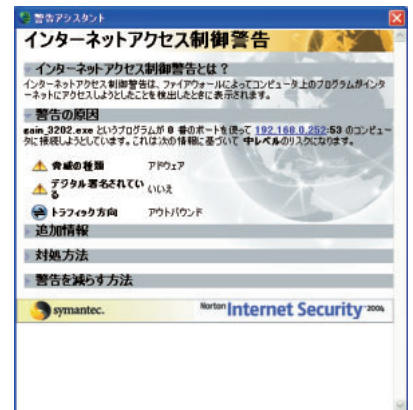 警告アシスタント
インターネットアクセス制御警告
インターネットアクセス制御警告とは？
インターネットアクセス制御警告は、ファイアウォールによってコンピュータ上のプログラムがインタ
ーネットにアクセスしようとしたことを検出したときに表示されます。
警告の原因
gain_3202.exe というプログラムが 0 番のポートを使って 192.168.0.252:53 のコンピュー
タに接続しようとしています。これは次の情報に基づいて 中レベルのリスクになります。
脅威の種類 アドウェア
デジタル署名されてい
る いいえ
トラフィック方向 アウトバウンド
追加情報
対処方法
警告を減らす方法
symantec.
Norton Internet Security 2004